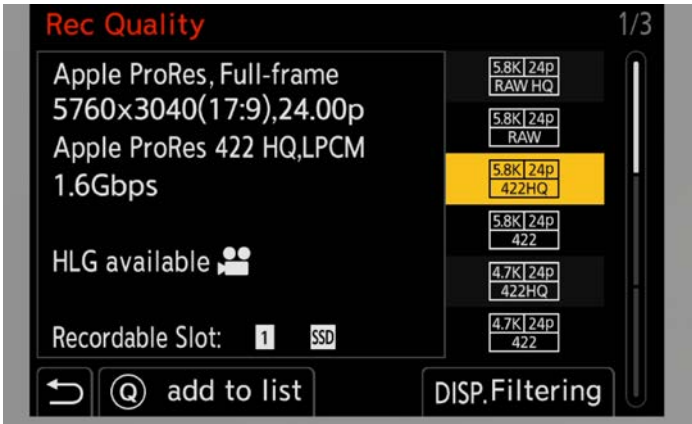 Rec Quality 1/3
Apple ProRes, Full-frame
5760x3040(17:9),24.00p
Apple ProRes 422 HQ,LPCM
1.6Gbps
HLG available
Recordable Slot: 1 SSD
5.8K 24p
RAW HQ
5.8K 24p
RAW
5.8K 24p
422HQ
5.8K 24p
422
4.7K 24p
422HQ
4.7K 24p
422
Q add to list
DISP.Filtering